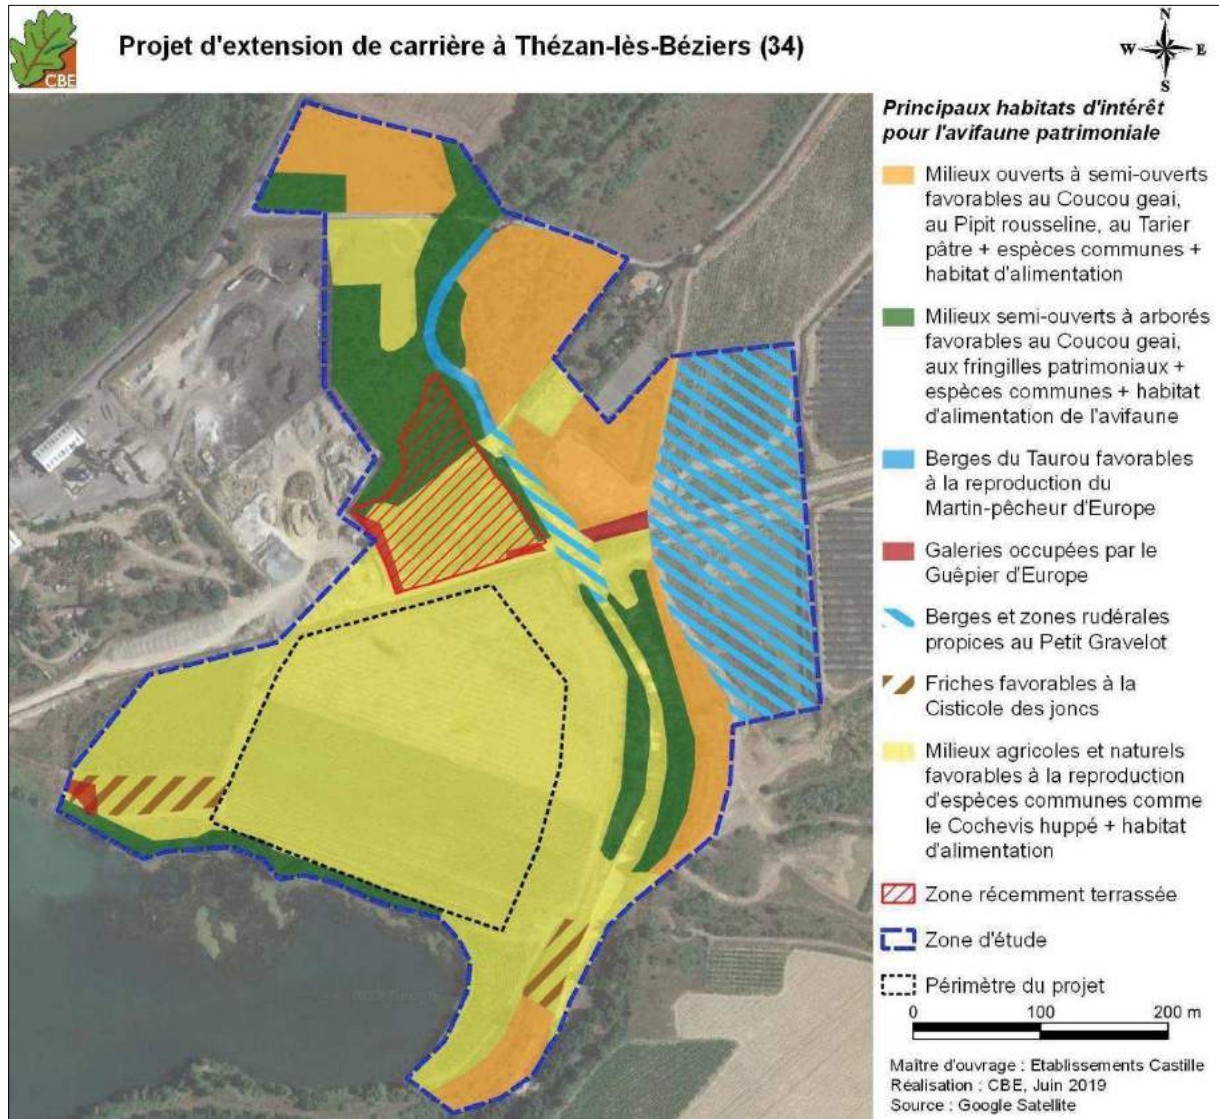 CBE
Projet d'extension de carrière à Thézan-lès-Béziers (34)
N
W
E
S
Principaux habitats d'intérêt
pour l'avifaune patrimoniale
Milieux ouverts à semi-ouverts
favorables au Coucou geai,
au Pipit rousseline, au Tarier
pâtre + espèces communes +
habitat d'alimentation
Milieux semi-ouverts à arborés
favorables au Coucou geai,
aux fringilles patrimoniaux +
espèces communes + habitat
d'alimentation de l'avifaune
Berges du Taurou favorables
à la reproduction du
Martin-pêcheur d'Europe
Galeries occupées par le
Guêpier d'Europe
Berges et zones rudérales
propices au Petit Gravelot
Friches favorables à la
Cisticole des joncs
Milieux agricoles et naturels
favorables à la reproduction
d'espèces communes comme
le Cochevis huppé + habitat
d'alimentation
Zone récemment terrassée
Zone d'étude
Périmètre du projet
0 100 200 m
Maître d'ouvrage : Etablissements Castille
Réalisation : CBE, Juin 2019
Source : Google Satellite